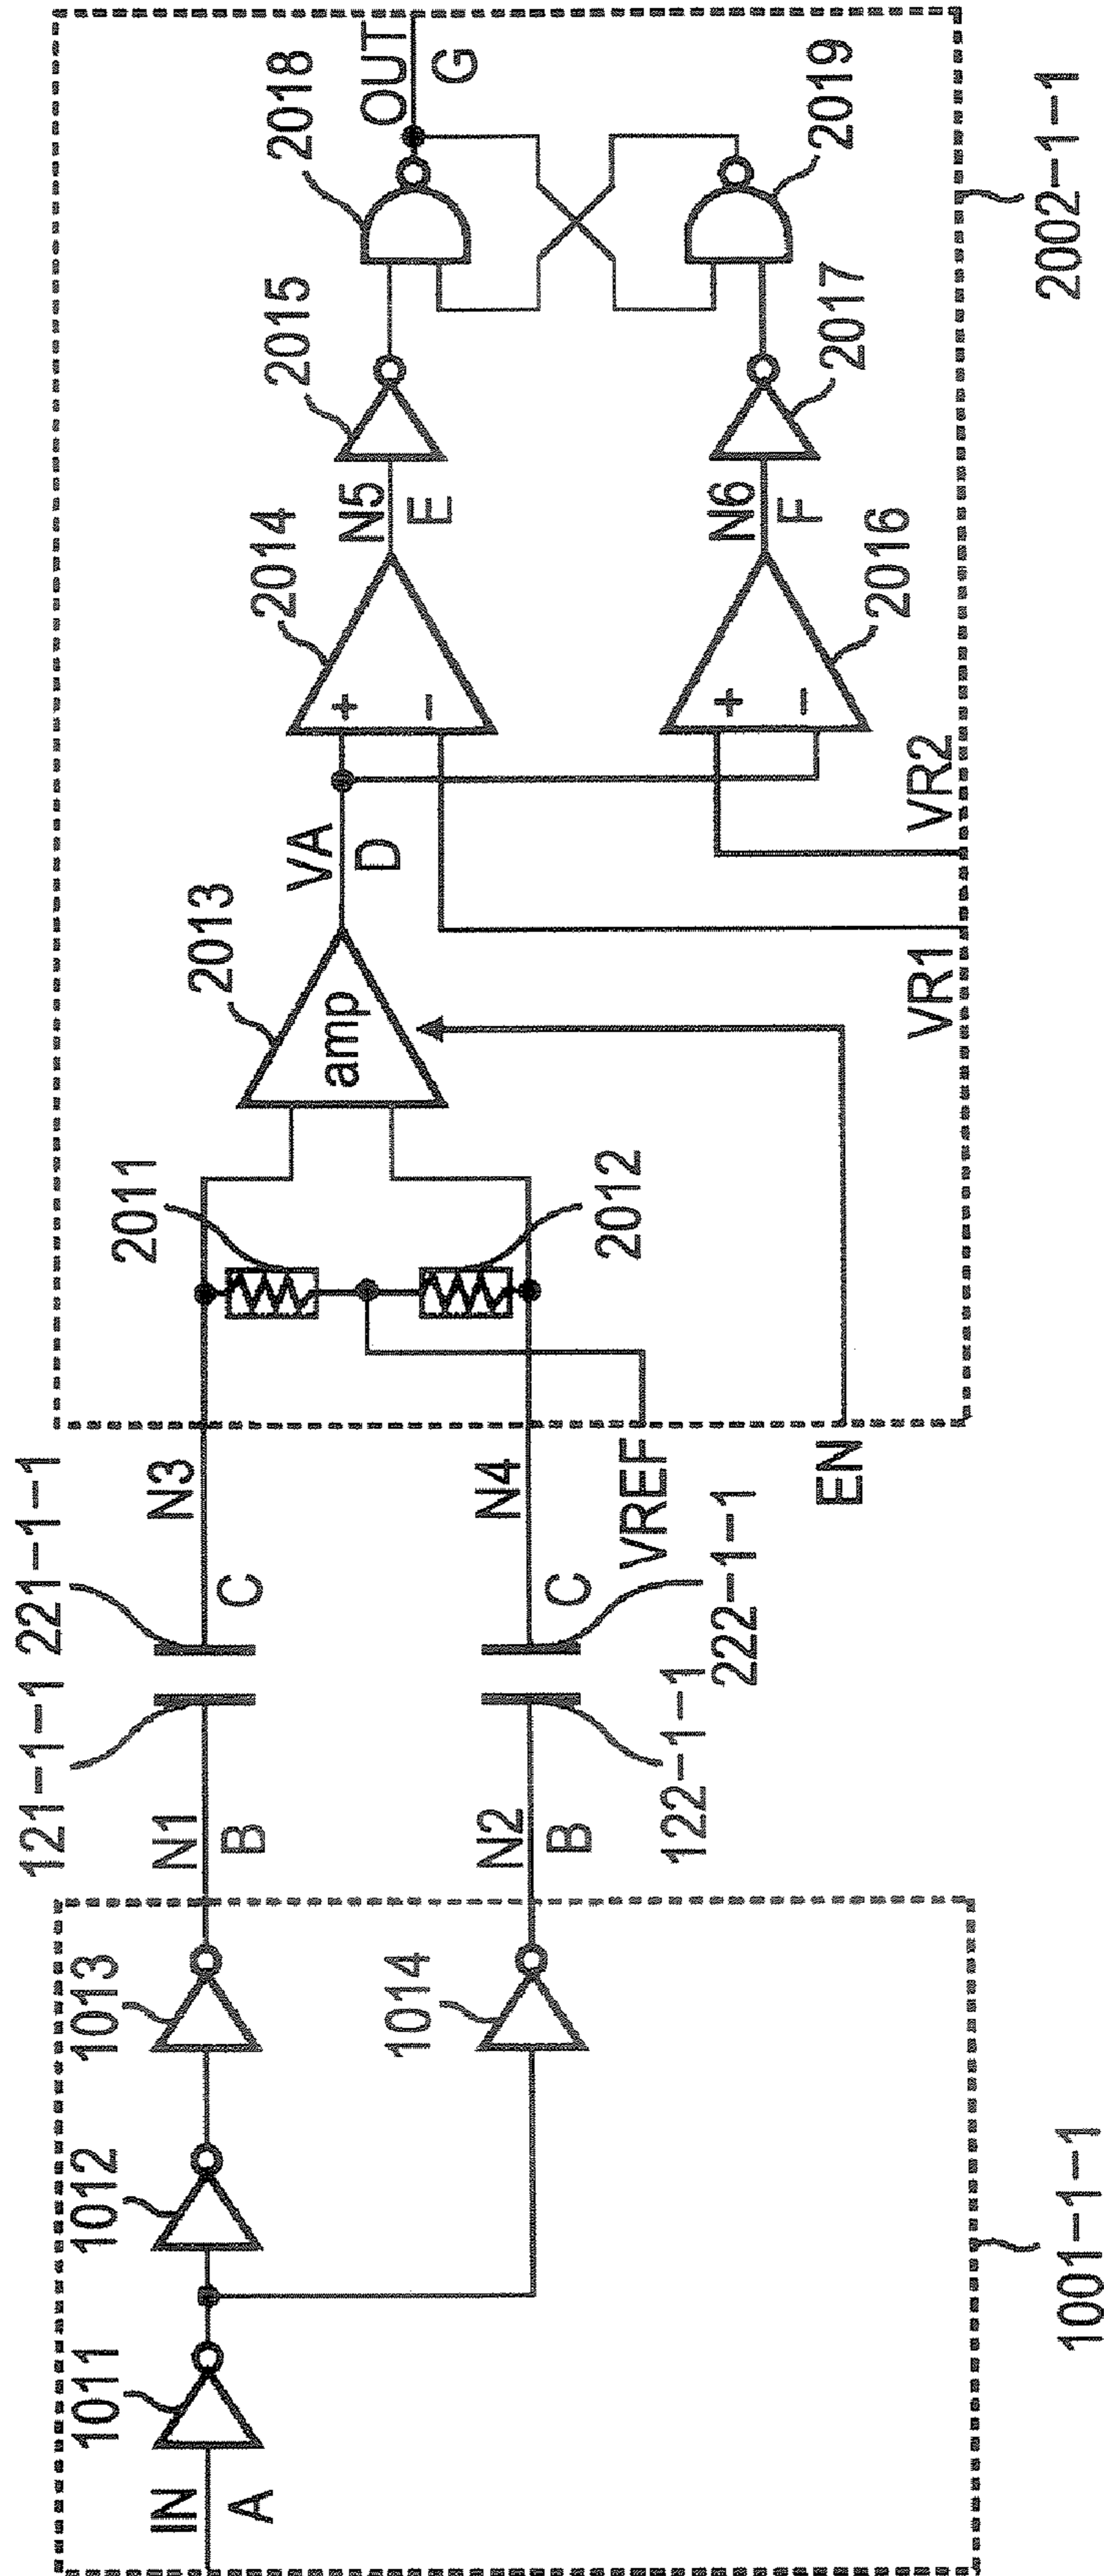 IN
A
1011
1012
1013
1014
1001-1-1
N1
B
N2
B
121-1-1
221-1-1
122-1-1
222-1-1
N3
C
N4
C
VREF
EN
2011
2012
2013
amp
VA
D
VR1
VR2
2014
+
−
2016
+
−
N5
E
N6
F
2015
2017
2018
2019
OUT
G
2002-1-1